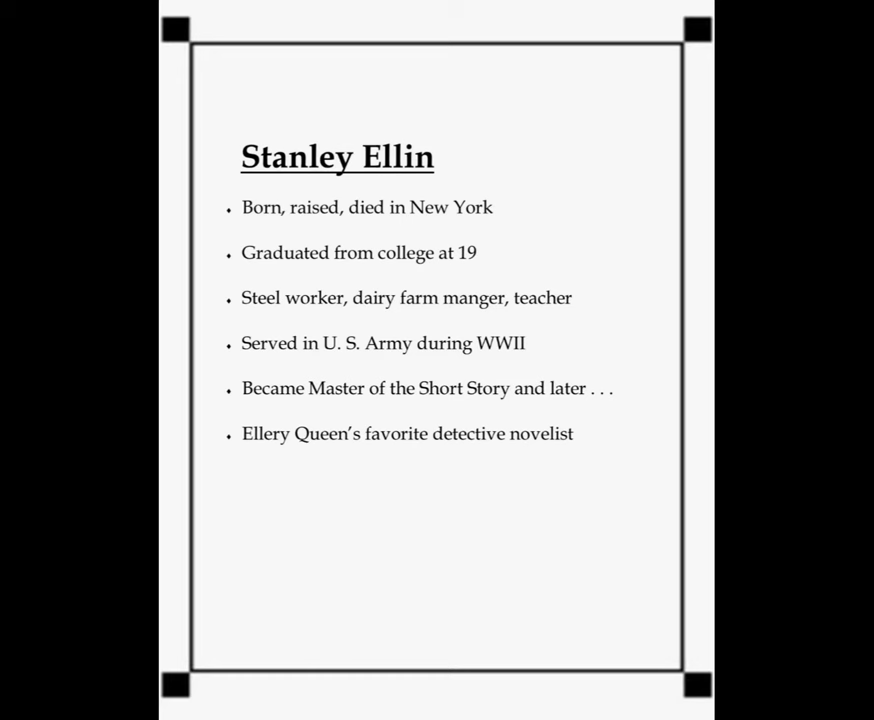 Stanley Ellin
⬩ Born, raised, died in New York
⬩ Graduated from college at 19
⬩ Steel worker, dairy farm manger, teacher
⬩ Served in U. S. Army during WWII
⬩ Became Master of the Short Story and later . . .
⬩ Ellery Queen’s favorite detective novelist